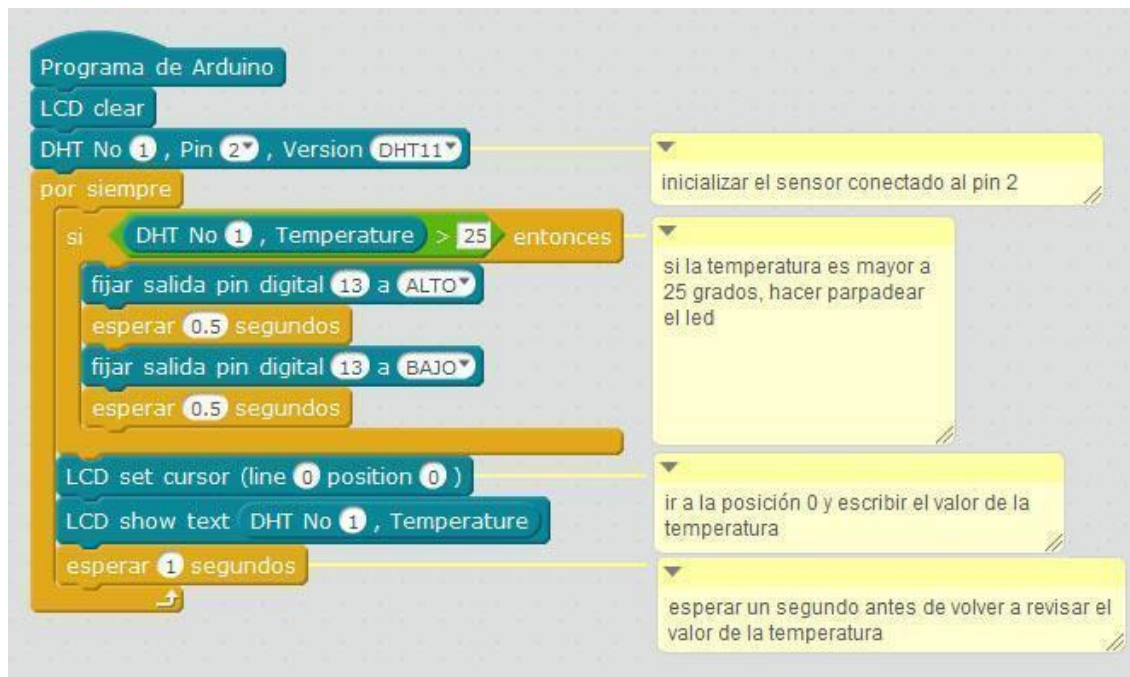 Programa de Arduino
LCD clear
DHT No 1 , Pin 2 , Version DHT11
inicializar el sensor conectado al pin 2
por siempre
si DHT No 1 , Temperature > 25 entonces
si la temperatura es mayor a
25 grados, hacer parpadear
el led
fijar salida pin digital 13 a ALTO
esperar 0.5 segundos
fijar salida pin digital 13 a BAJO
esperar 0.5 segundos
LCD set cursor (line 0 position 0 )
LCD show text DHT No 1 , Temperature
ir a la posición 0 y escribir el valor de la
temperatura
esperar 1 segundos
esperar un segundo antes de volver a revisar el
valor de la temperatura